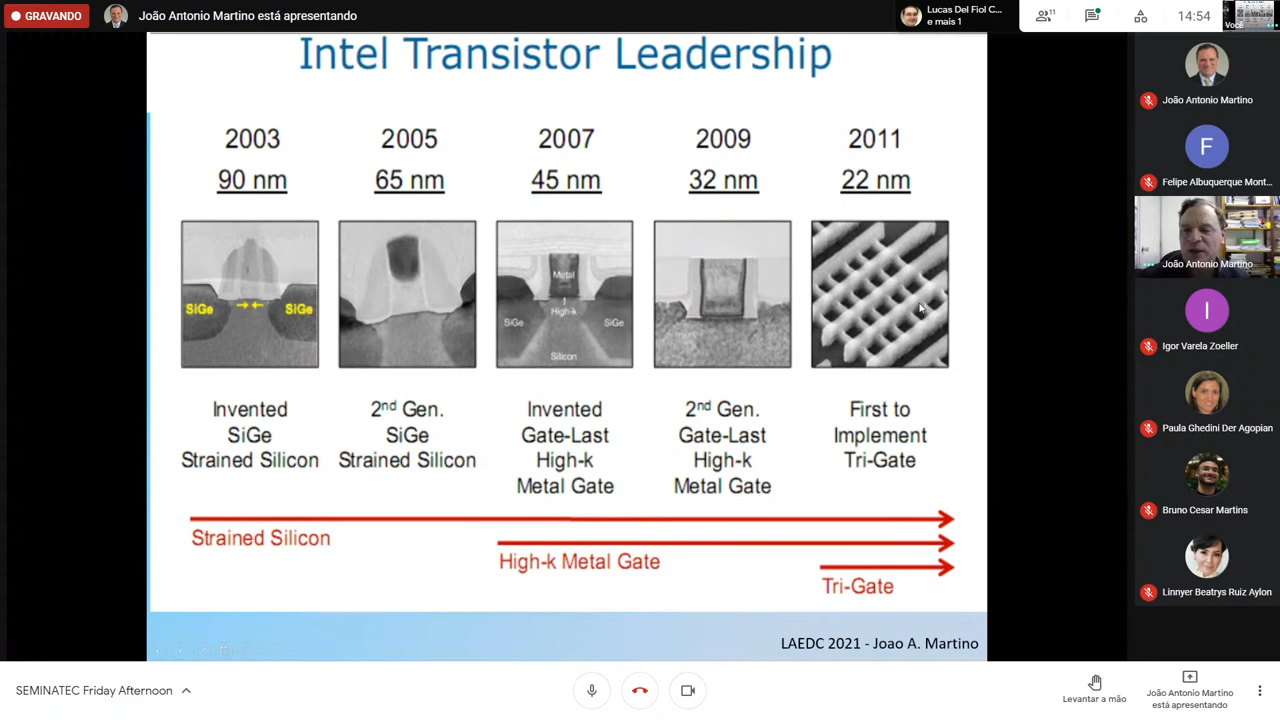 GRAVANDO
João Antonio Martino está apresentando
Lucas Del Fiol C...
e mais 1
11
14:54
Você
Intel Transistor Leadership
2003
90 nm
2005
65 nm
2007
45 nm
2009
32 nm
2011
22 nm
SiGe
SiGe
Metal
High-k
SiGe
SiGe
Silicon
Invented
SiGe
Strained Silicon
2nd Gen.
SiGe
Strained Silicon
Invented
Gate-Last
High-k
Metal Gate
2nd Gen.
Gate-Last
High-k
Metal Gate
First to
Implement
Tri-Gate
Strained Silicon
High-k Metal Gate
Tri-Gate
LAEDC 2021 - Joao A. Martino
João Antonio Martino
F
Felipe Albuquerque Mont...
João Antonio Martino
I
Igor Varela Zoeller
Paula Ghedini Der Agopian
Bruno Cesar Martins
Linnyer Beatrys Ruiz Aylon
SEMINATEC Friday Afternoon
Levantar a mão
João Antonio Martino
está apresentando